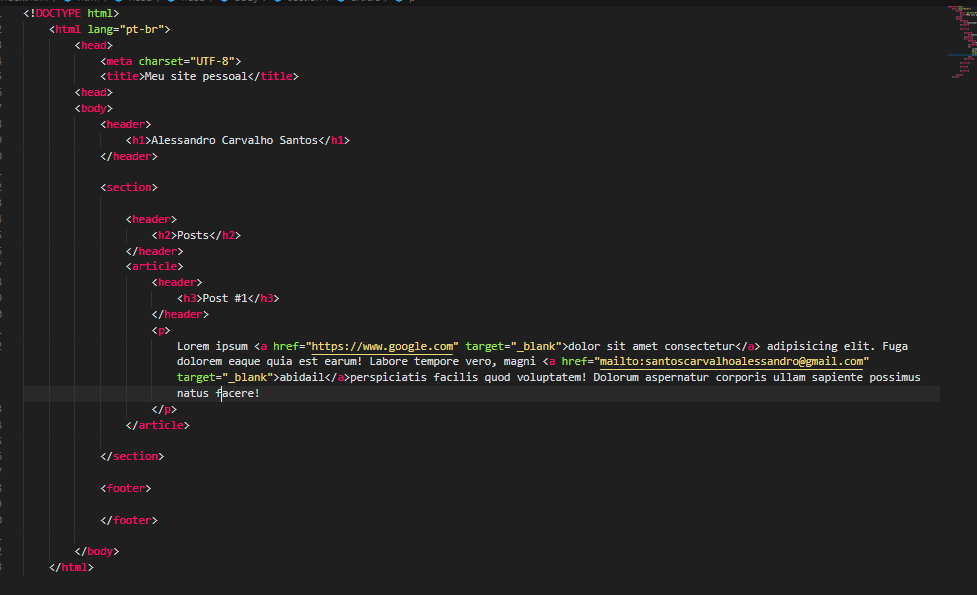 <!DOCTYPE html>
<html lang="pt-br">
<head>
<meta charset="UTF-8">
<title>Meu site pessoal</title>
<head>
<body>
<header>
<h1>Alessandro Carvalho Santos</h1>
</header>
<section>
<header>
<h2>Posts</h2>
</header>
<article>
<header>
<h3>Post #1</h3>
</header>
<p>
Lorem ipsum <a href="https://www.google.com" target="_blank">dolor sit amet consectetur</a> adipisicing elit. Fuga
dolorem eaque quia est earum! Labore tempore vero, magni <a href="mailto:santoscarvalhoalessandro@gmail.com"
target="_blank">abidail</a>perspiciatis facilis quod voluptatem! Dolorum aspernatur corporis ullam sapiente possimus
natus facere!
</p>
</article>
</section>
<footer>
</footer>
</body>
</html>